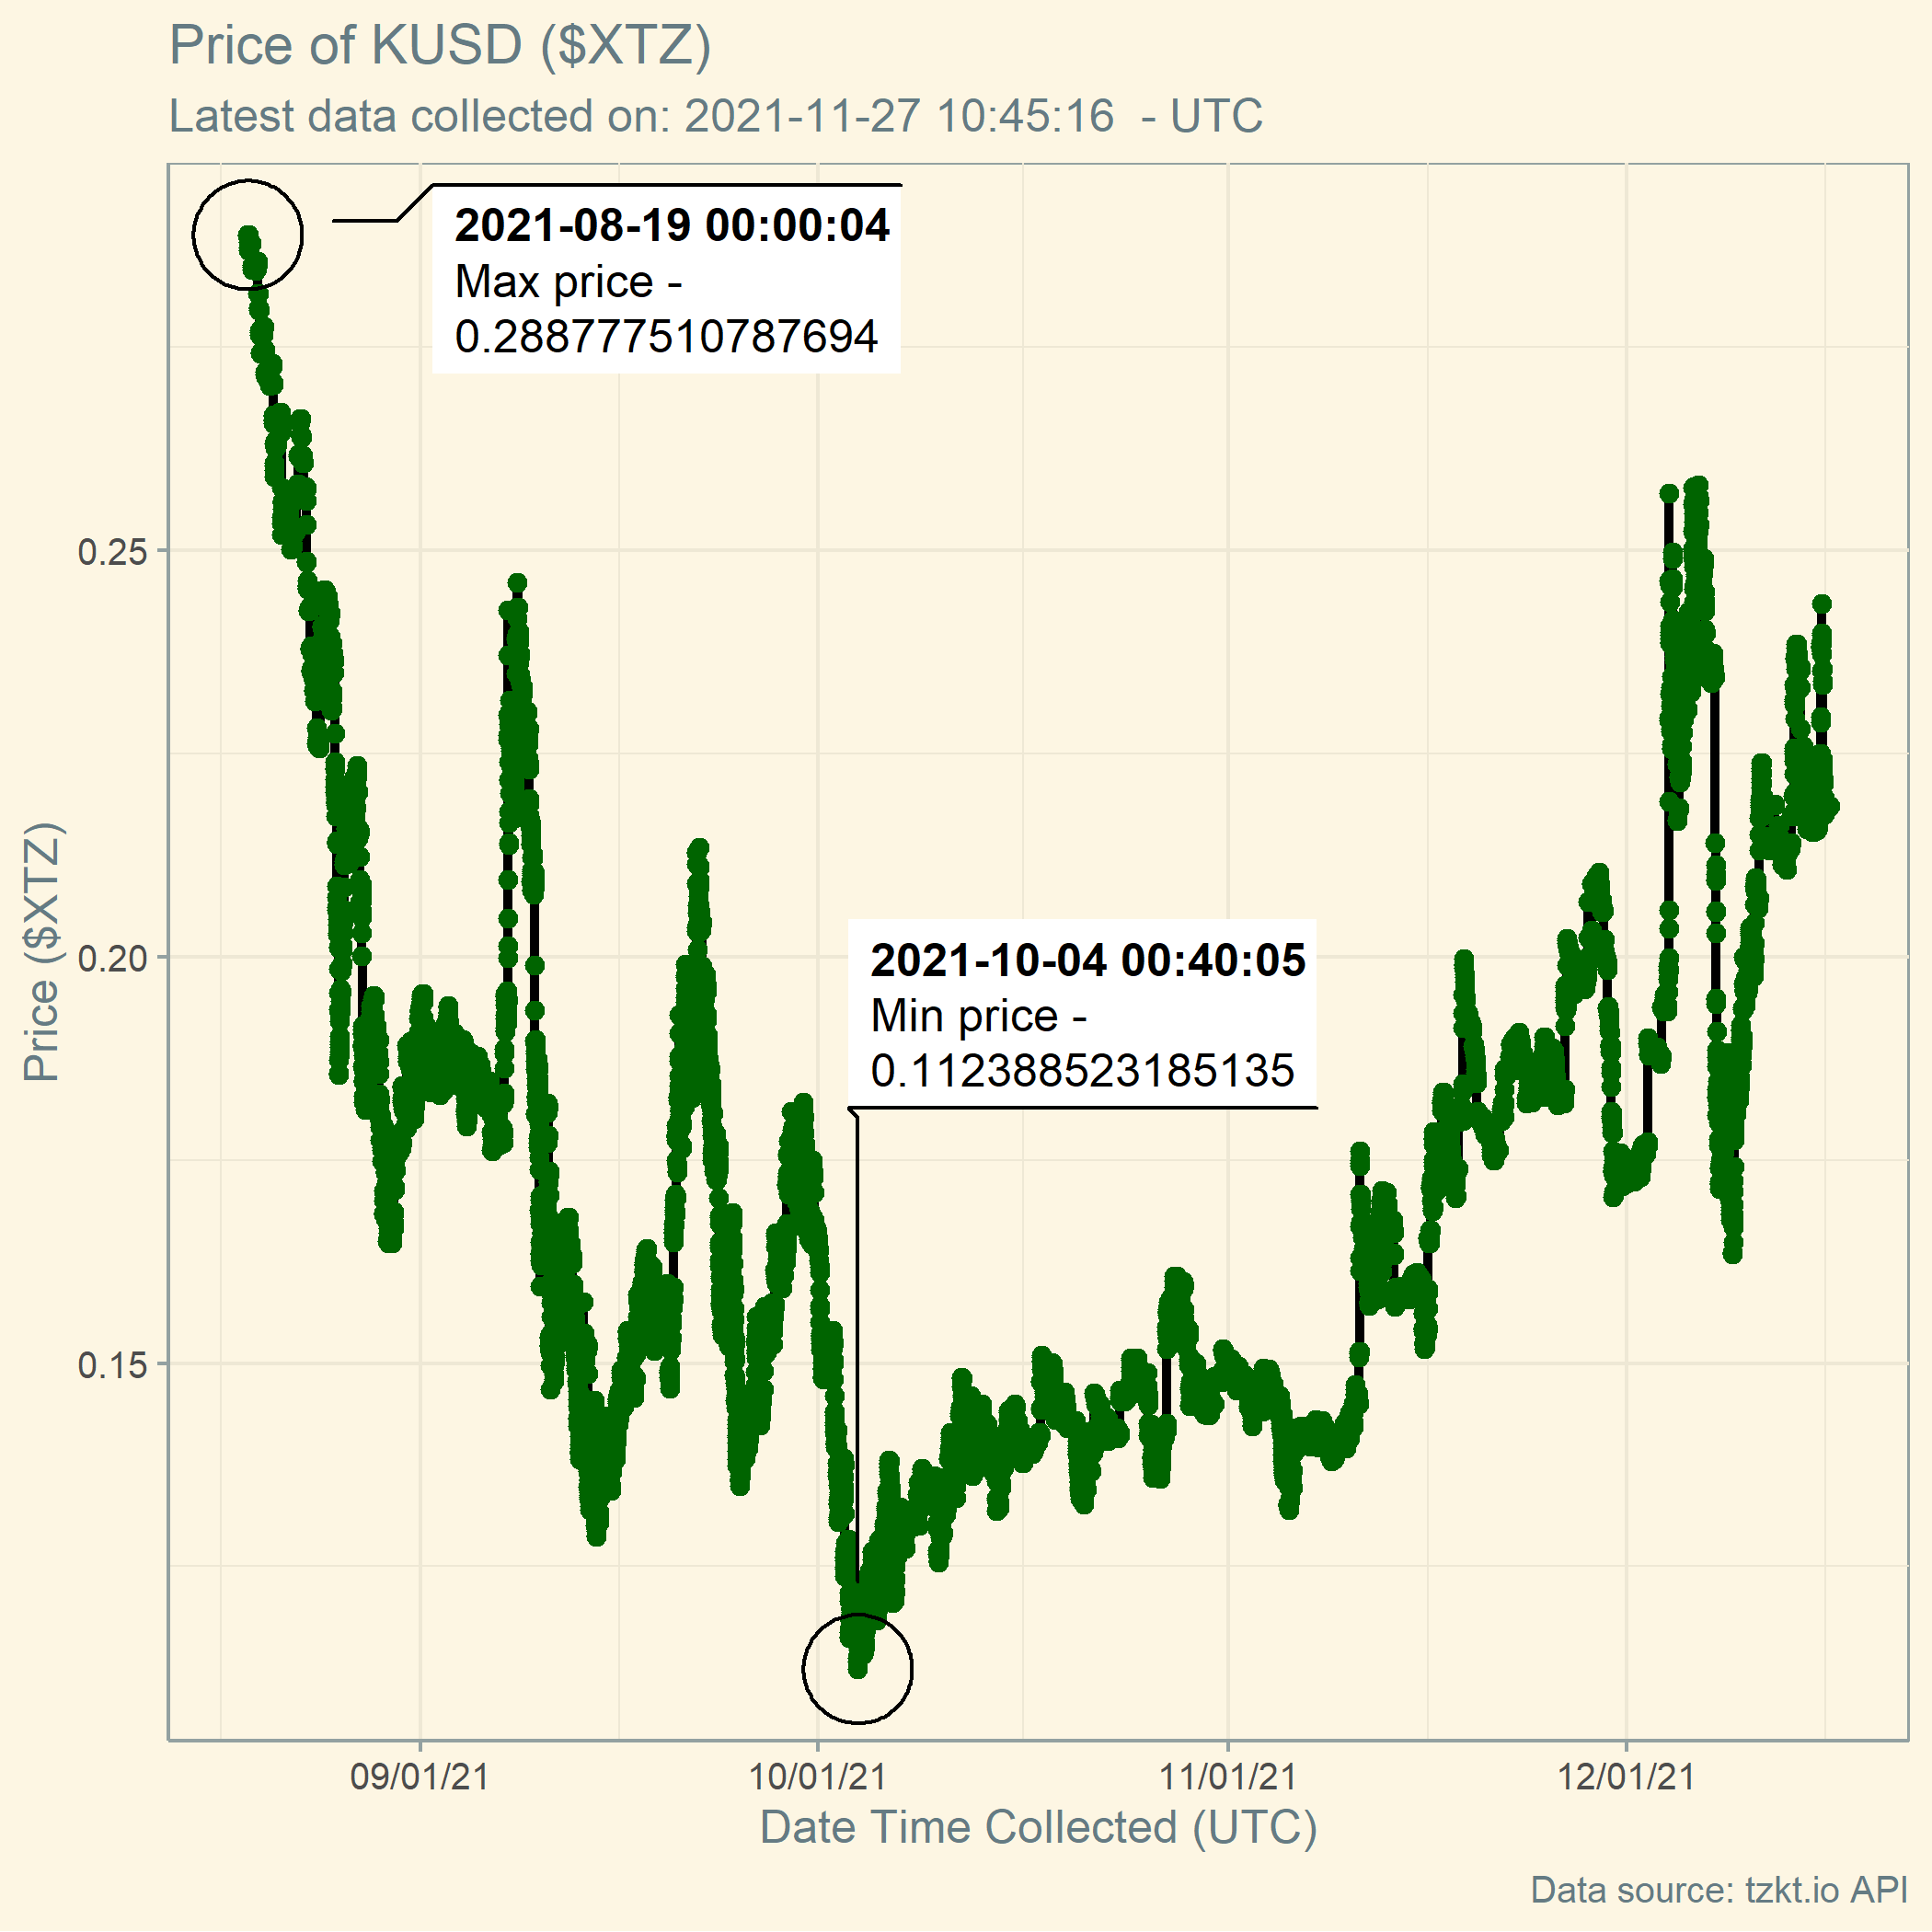 Price of KUSD ($XTZ)
Latest data collected on: 2021-11-27 10:45:16  - UTC
2021-08-19 00:00:04
Max price -
0.288777510787694
0.25
0.20
0.15
Price ($XTZ)
2021-10-04 00:40:05
Min price -
0.112388523185135
09/01/21
10/01/21
11/01/21
12/01/21
Date Time Collected (UTC)
Data source: tzkt.io API